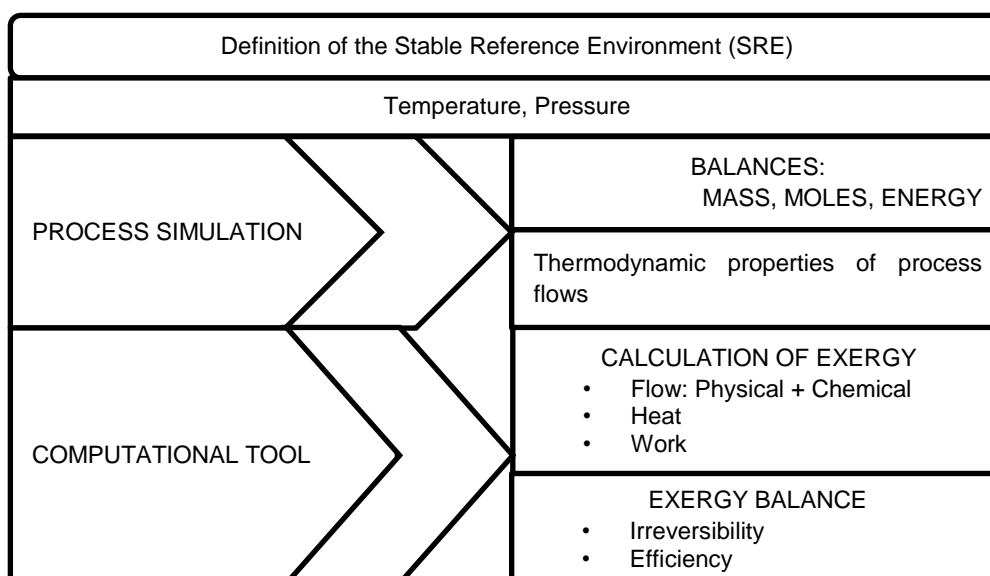 Definition of the Stable Reference Environment (SRE)
Temperature, Pressure
PROCESS SIMULATION
BALANCES:
MASS, MOLES, ENERGY
Thermodynamic properties of process
flows
COMPUTATIONAL TOOL
CALCULATION OF EXERGY
• Flow: Physical + Chemical
• Heat
• Work
EXERGY BALANCE
• Irreversibility
• Efficiency